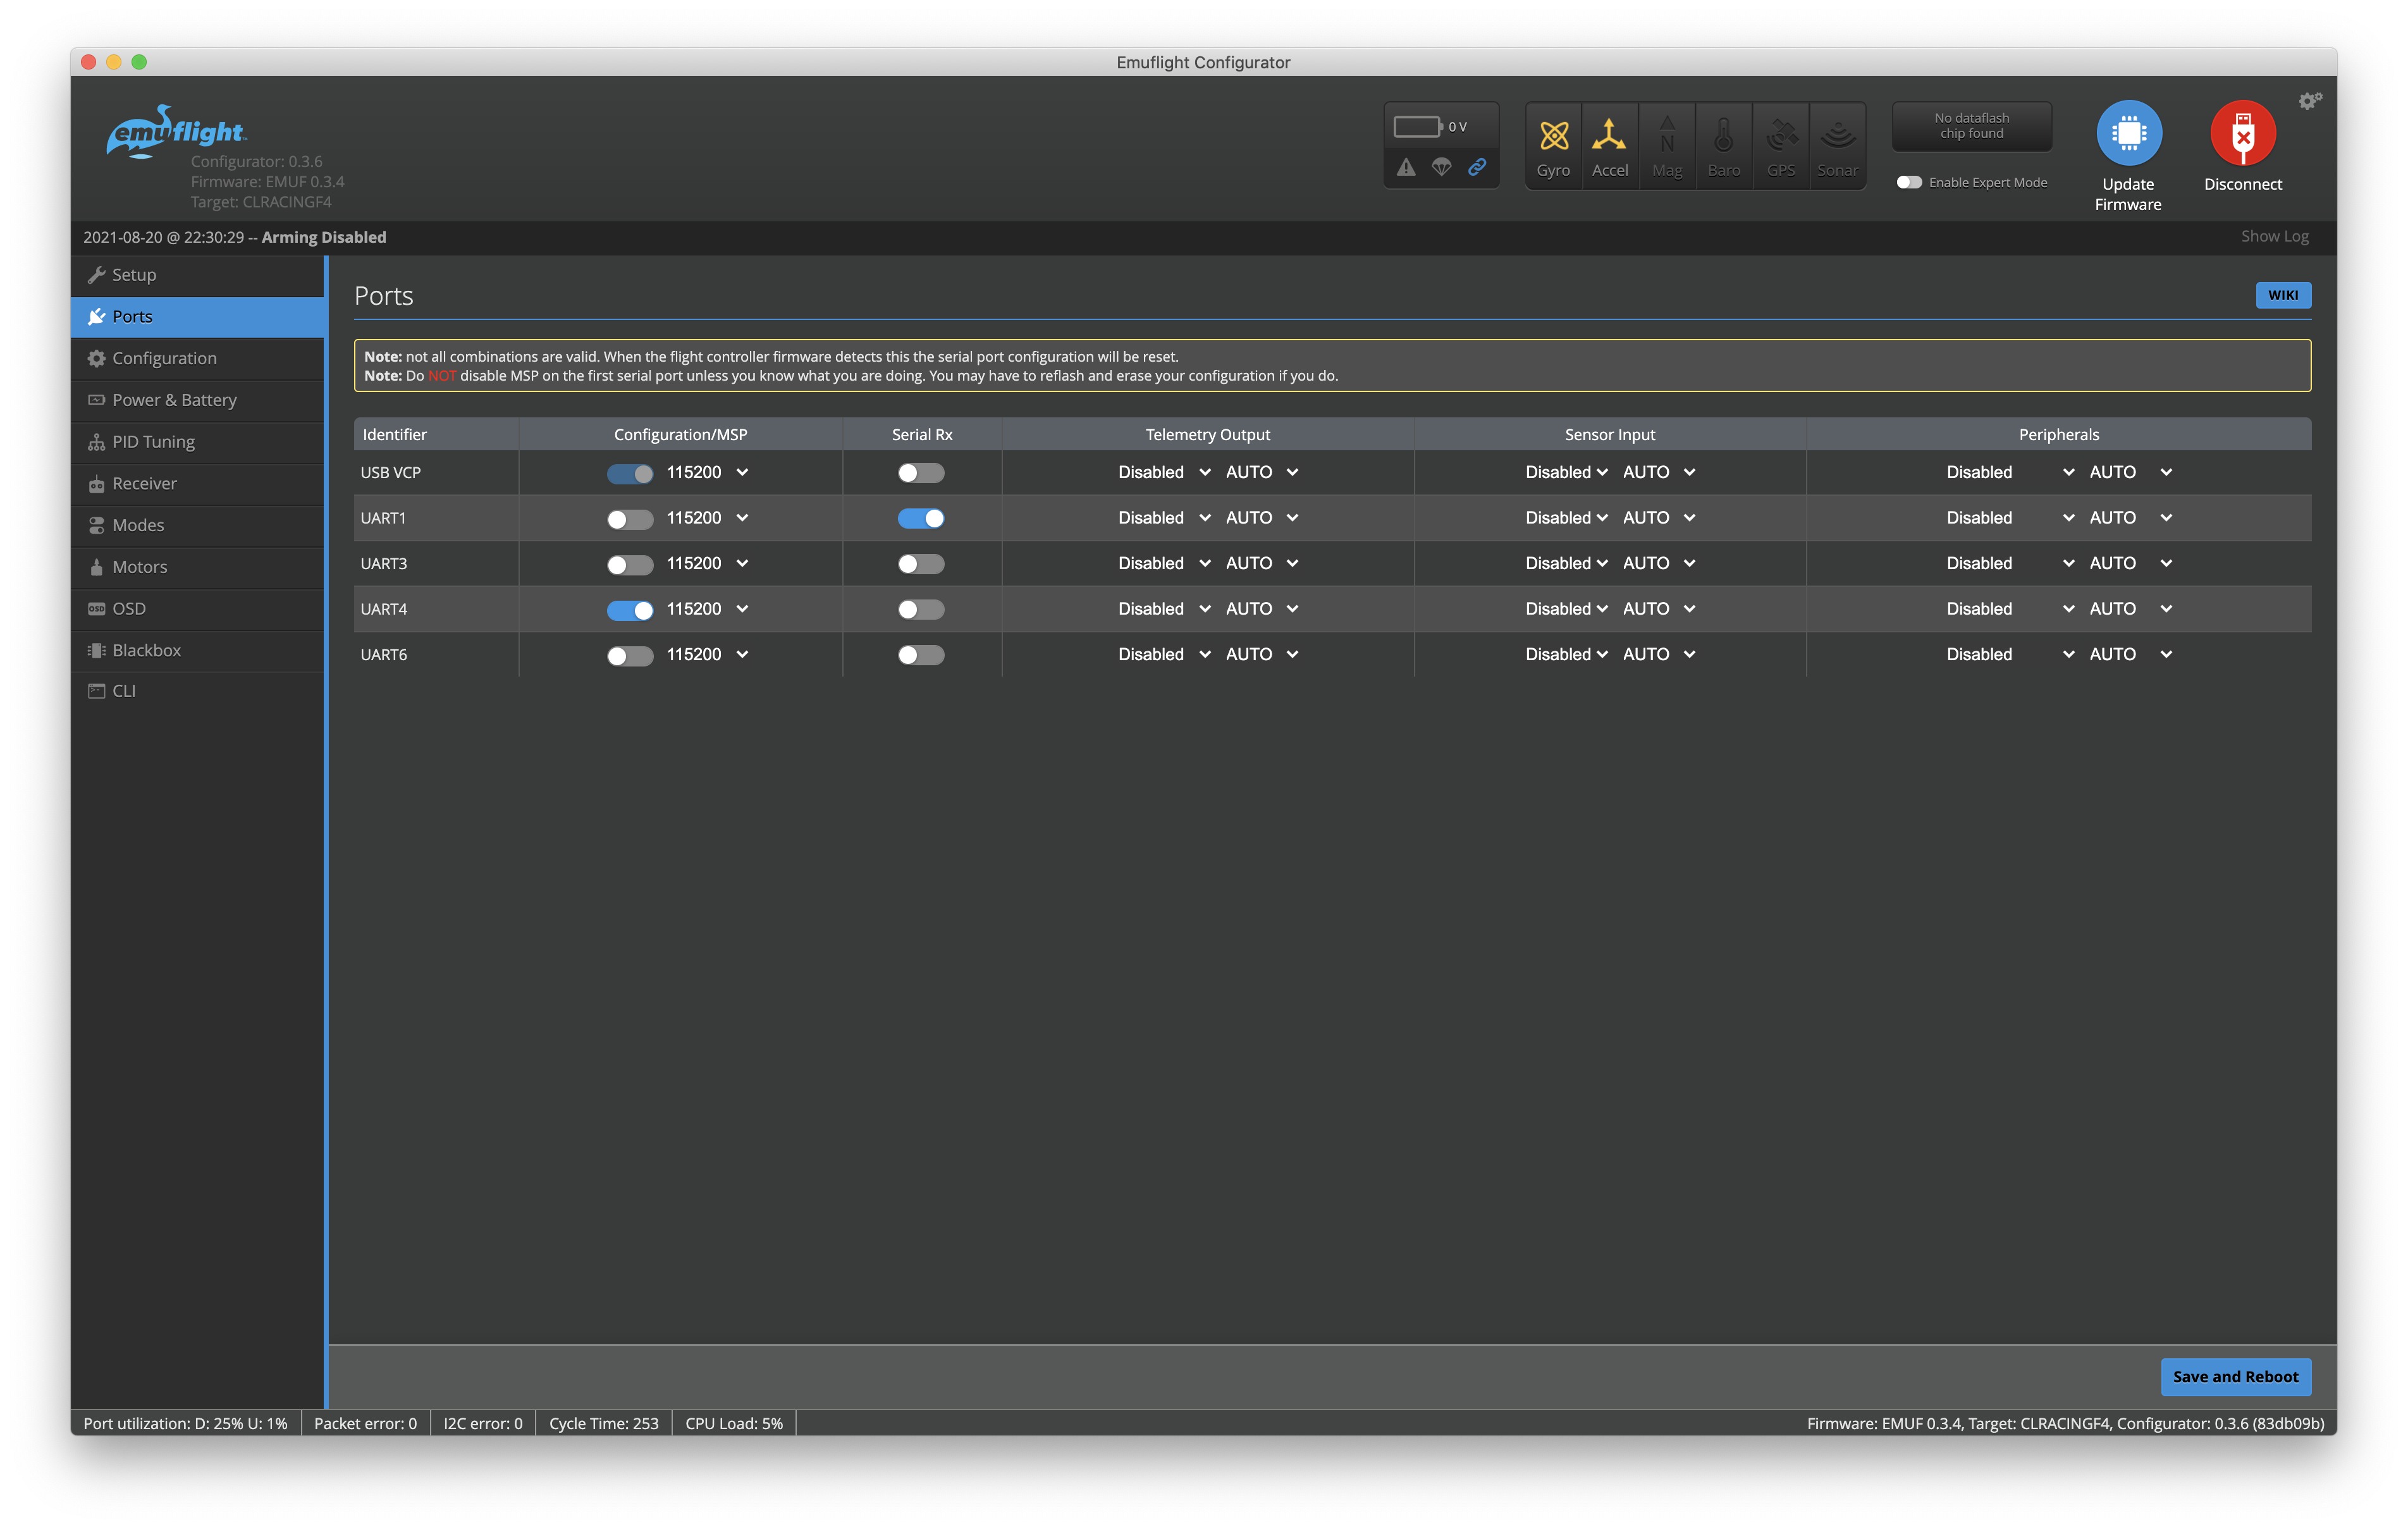 Emuflight Configurator
emuflight
Configurator: 0.3.6
Firmware: EMUF 0.3.4
Target: CLRACINGF4
0 V
Gyro Accel Mag Baro GPS Sonar
N
No dataflash
chip found
Enable Expert Mode
Update
Firmware
Disconnect
2021-08-20 @ 22:30:29 -- Arming Disabled
Show Log
Setup
Ports
Configuration
Power & Battery
PID Tuning
Receiver
Modes
Motors
OSD OSD
Blackbox
CLI
Ports
WIKI
Note: not all combinations are valid. When the flight controller firmware detects this the serial port configuration will be reset.
Note: Do NOT disable MSP on the first serial port unless you know what you are doing. You may have to reflash and erase your configuration if you do.
Identifier Configuration/MSP Serial Rx Telemetry Output Sensor Input Peripherals
USB VCP 115200 Disabled AUTO Disabled AUTO Disabled AUTO
UART1 115200 Disabled AUTO Disabled AUTO Disabled AUTO
UART3 115200 Disabled AUTO Disabled AUTO Disabled AUTO
UART4 115200 Disabled AUTO Disabled AUTO Disabled AUTO
UART6 115200 Disabled AUTO Disabled AUTO Disabled AUTO
Save and Reboot
Port utilization: D: 25% U: 1% Packet error: 0 I2C error: 0 Cycle Time: 253 CPU Load: 5% Firmware: EMUF 0.3.4, Target: CLRACINGF4, Configurator: 0.3.6 (83db09b)